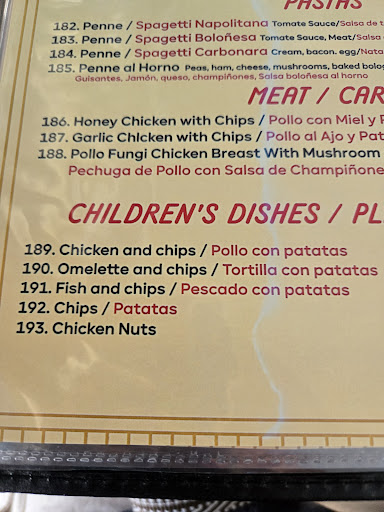 PASTAS
182. Penne / Spagetti Napolitana Tomate Sauce/Salsa de
183. Penne / Spagetti Boloñesa Tomate Sauce, Meat/Salsa
184. Penne / Spagetti Carbonara Cream, bacon. egg/Nata
185. Penne al Horno Peas, ham, cheese, mushrooms, baked
Guisantes, Jamón, queso, champiñones, Salsa boloñesa al horno
MEAT / CAR
186. Honey Chicken with Chips / Pollo con Miel y P
187. Garlic Chicken with Chips / Pollo al Ajo y Pat
188. Pollo Fungi Chicken Breast With Mushroom
Pechuga de Pollo con Salsa de Champiñone
CHILDREN'S DISHES / PL
189. Chicken and chips / Pollo con patatas
190. Omelette and chips / Tortilla con patatas
191. Fish and chips / Pescado con patatas
192. Chips / Patatas
193. Chicken Nuts